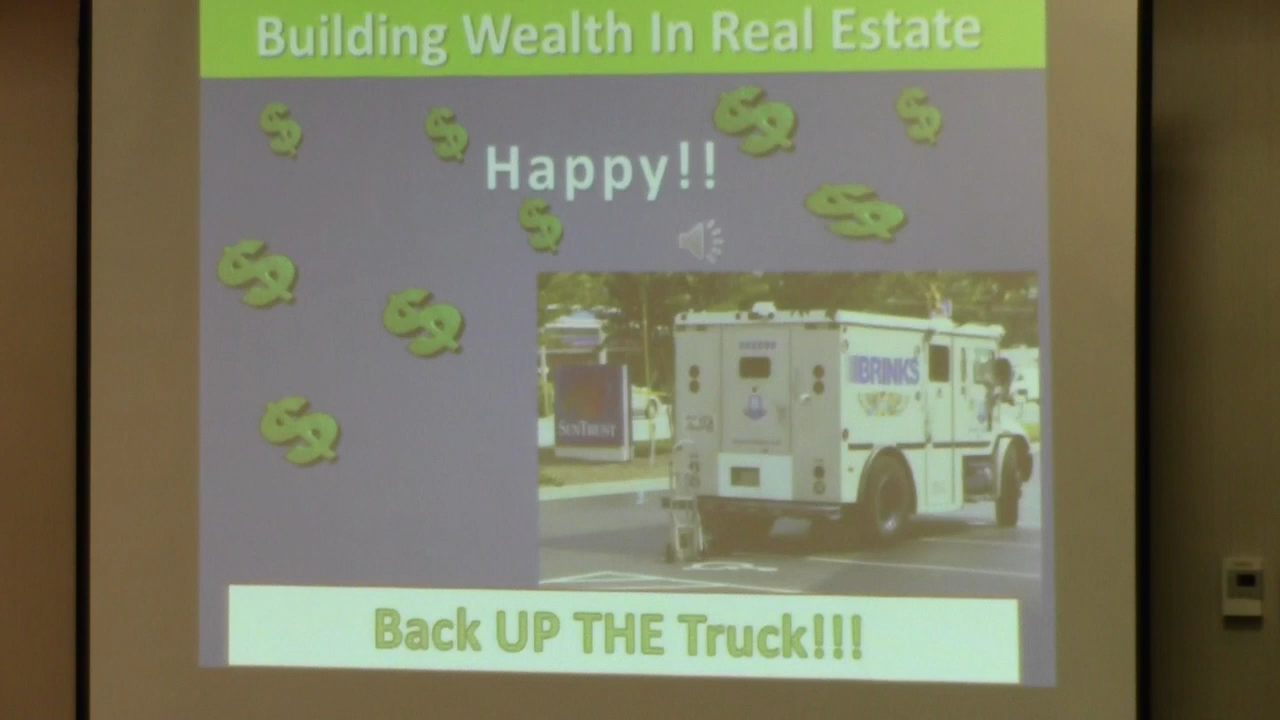 Building Wealth In Real Estate
Happy!!
BRINKS
SUNTRUST
Back UP THE Truck!!!